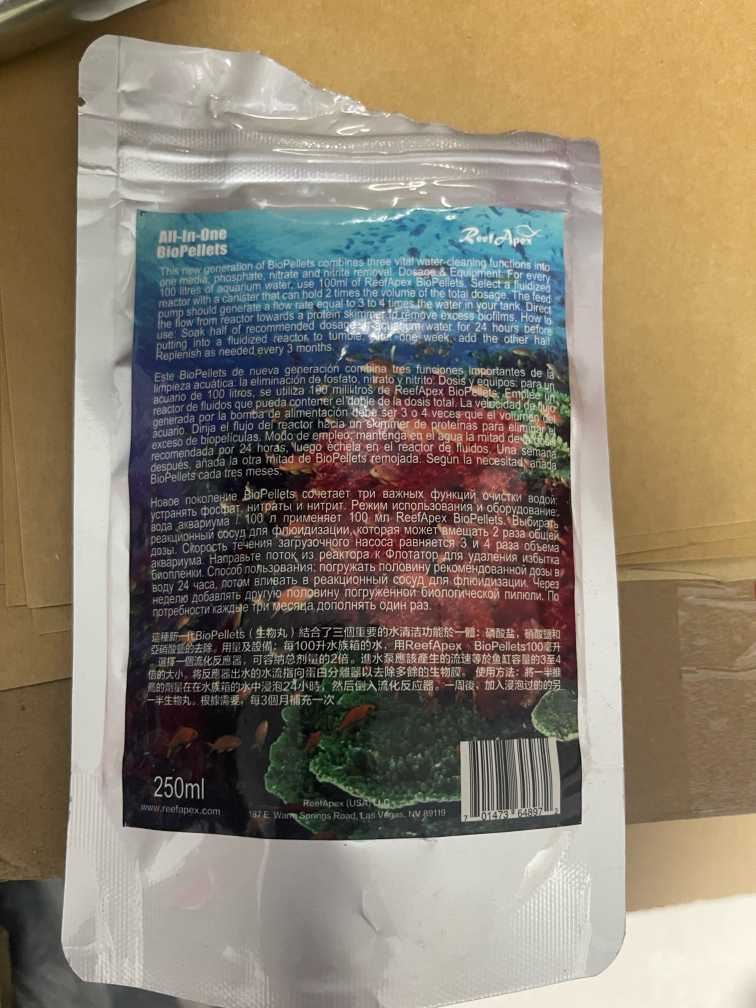 All-In-One
BioPellets
ReefApex
This new generation of BioPellets combines three vital water-cleaning functions into
one media, phosphate, nitrate and nitrite removal. Dosage & Equipment: For every
100 litres of aquarium water, use 100ml of ReefApex BioPellets. Select a fluidized
reactor with a canister that can hold 2 times the volume of the total dosage. The feed
pump should generate a flow rate equal to 3 to 4 times the water in your tank. Direct
the flow from reactor towards a protein skimmer to remove excess biofilms. How to
use: Soak half of recommended dosage in aquarium water for 24 hours before
putting into a fluidized reactor to tumble. After one week, add the other half.
Replenish as needed every 3 months.
Este BioPellets de nueva generación combina tres funciones importantes de la
limpieza acuática: la eliminación de fosfato, nitrato y nitrito. Dosis y equipos: para un
acuario de 100 litros, se utiliza 100 mililitros de ReefApex BioPellets. Emplee un
reactor de fluidos que pueda contener el doble de la dosis total. La velocidad de flujo
generada por la bomba de alimentación debe ser 3 o 4 veces que el volumen del
acuario. Dirija el flujo del reactor hacia un skimmer de proteínas para eliminar el
exceso de biopelículas. Modo de empleo: mantenga en el agua la mitad de
recomendada por 24 horas, luego échela en el reactor de fluidos. Una semana
después, añada la otra mitad de BioPellets remojada. Según la necesitad, añada
BioPellets cada tres meses.
Новое поколение BioPellets сочетает три важных функций очистки водой:
устранять фосфат, нитраты и нитрит. Режим использования и оборудование:
вода аквариума / 100 л применяет 100 мл ReefApex BioPellets. Выбирать
реакционный сосуд для флюидизации, которая может вмещать 2 раза общей
дозы. Скорость течения загрузочного насоса равняется 3 и 4 раза объема
аквариума. Направьте поток из реактора к Флотатор для удаления избытка
биопленки. Способ пользования: погружать половину рекомендованной дозы в
воду 24 часа, потом вливать в реакционный сосуд для флюидизации. Через
неделю добавлять другую половину погруженной биологической пилюли. По
потребности каждые три месяца дополнять один раз.
這種新一代BioPellets（生物丸）結合了三個重要的水清洁功能於一體：磷酸盐，硝酸鹽和
亞硝酸鹽的去除。用量及設備：每100升水族箱的水，用ReefApex BioPellets100毫升
。選擇一個流化反應器，可容纳总剂量的2倍。進水泵應該產生的流速等於鱼缸容量的3至4
倍的大小，将反應器出水的水流指向蛋白分離器以去除多餘的生物膜。使用方法：將一半推
薦的劑量在在水族箱的水中浸泡24小時，然后倒入流化反应器。一周後，加入浸泡过的的另
一半生物丸。根據需要，每3個月補充一次。
250ml
www.reefapex.com
ReefApex (USA) LLC
187 E. Warm Springs Road, Las Vegas, NV 89119
7 01473 64897 2